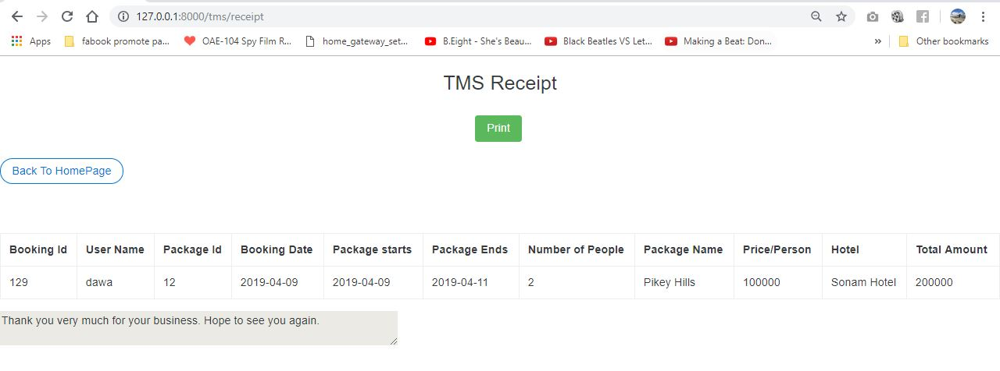 127.0.0.1:8000/tms/receipt
Apps fabook promote pa... OAE-104 Spy Film R... home_gateway_set... B.Eight - She's Beau... Black Beatles VS Let... Making a Beat: Don... » Other bookmarks
TMS Receipt
Print
Back To HomePage
Booking Id User Name Package Id Booking Date Package starts Package Ends Number of People Package Name Price/Person Hotel Total Amount
129 dawa 12 2019-04-09 2019-04-09 2019-04-11 2 Pikey Hills 100000 Sonam Hotel 200000
Thank you very much for your business. Hope to see you again.